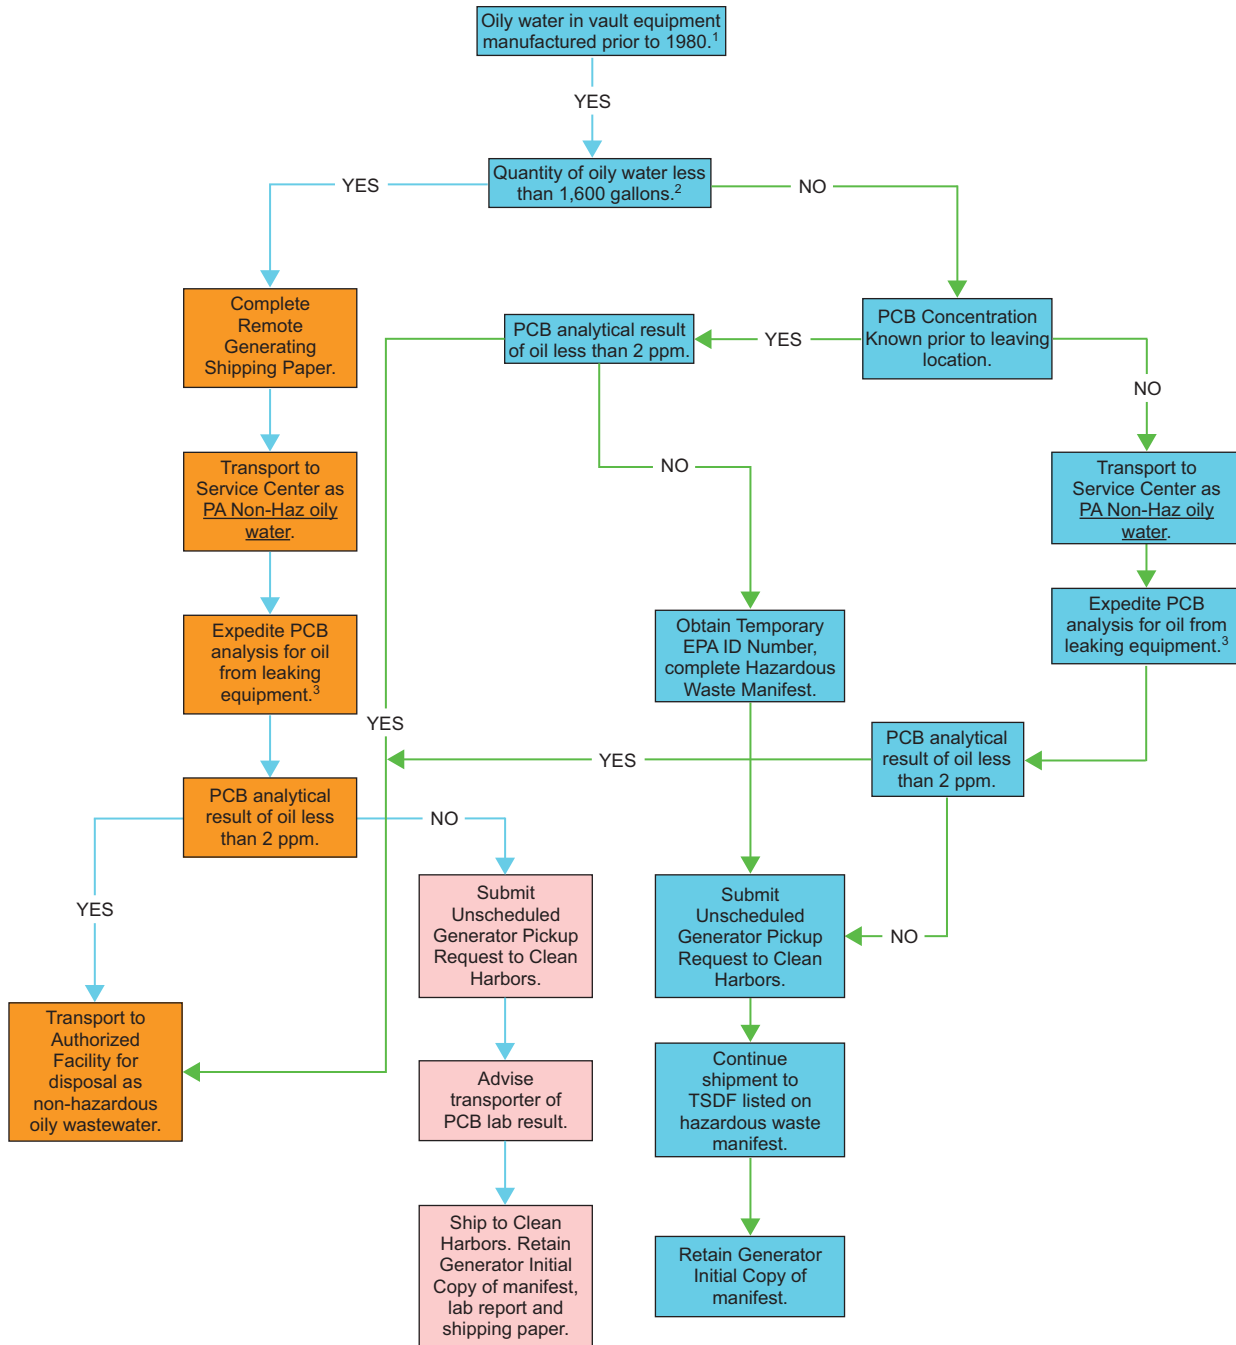 Oily water in vault equipment
manufactured prior to 1980.¹
YES
Quantity of oily water less
than 1,600 gallons.²
YES
NO
Complete
Remote
Generating
Shipping Paper.
PCB analytical result
of oil less than 2 ppm.
YES
PCB Concentration
Known prior to leaving
location.
NO
NO
Transport to
Service Center as
PA Non-Haz oily
water.
Transport to
Service Center as
PA Non-Haz oily
water.
Expedite PCB
analysis for oil
from leaking
equipment.³
Obtain Temporary
EPA ID Number,
complete Hazardous
Waste Manifest.
Expedite PCB
analysis for oil from
leaking equipment.³
YES
YES
PCB analytical
result of oil less
than 2 ppm.
PCB analytical
result of oil less
than 2 ppm.
NO
YES
Submit
Unscheduled
Generator Pickup
Request to Clean
Harbors.
Submit
Unscheduled
Generator Pickup
Request to Clean
Harbors.
NO
Transport to
Authorized
Facility for
disposal as
non-hazardous
oily wastewater.
Advise
transporter of
PCB lab result.
Continue
shipment to
TSDF listed on
hazardous waste
manifest.
Ship to Clean
Harbors. Retain
Generator Initial
Copy of manifest,
lab report and
shipping paper.
Retain Generator
Initial Copy of
manifest.